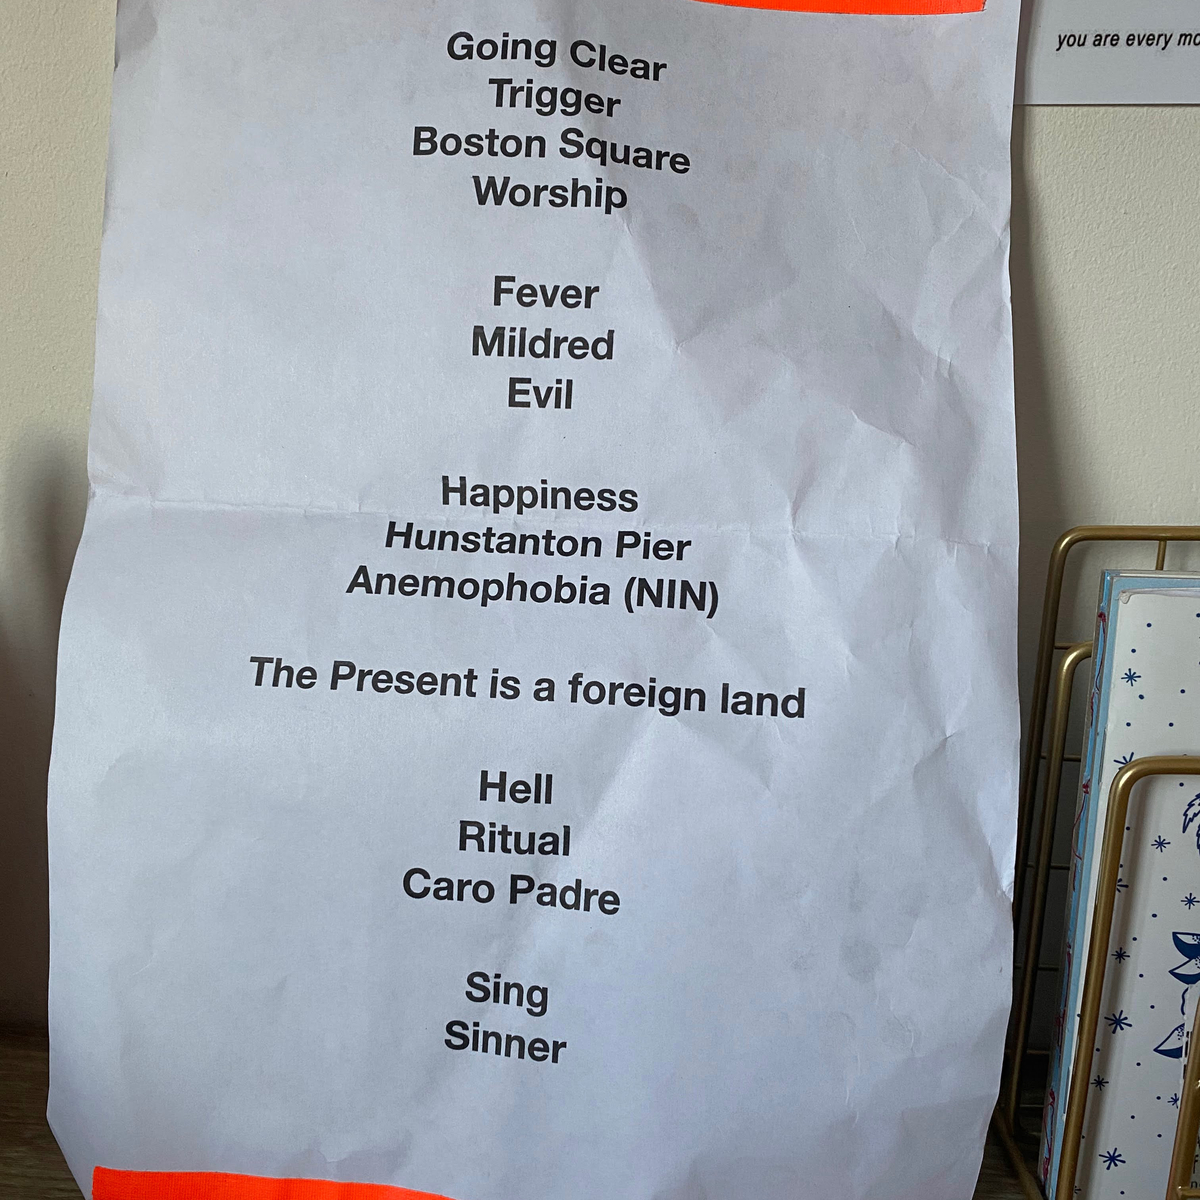 you are every mo
Going Clear
Trigger
Boston Square
Worship
Fever
Mildred
Evil
Happiness
Hunstanton Pier
Anemophobia (NIN)
The Present is a foreign land
Hell
Ritual
Caro Padre
Sing
Sinner